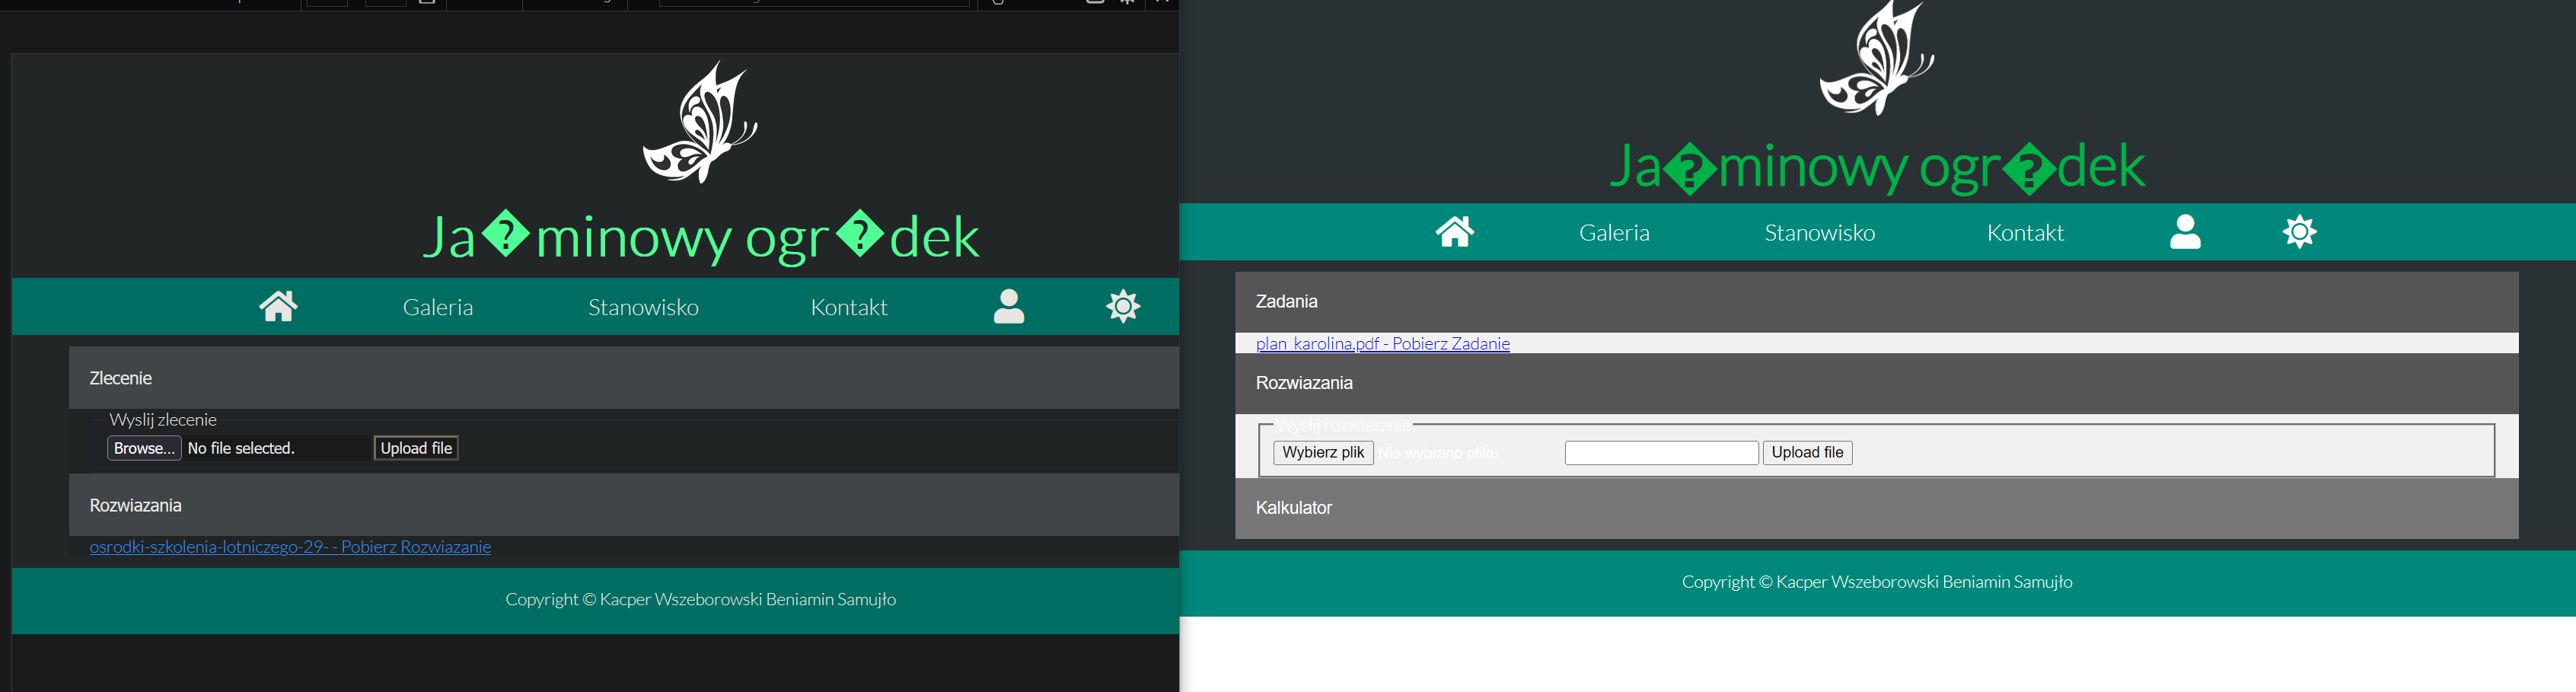 Ja�minowy ogr�dek
Galeria
Stanowisko
Kontakt
Zlecenie
Wyslij zlecenie
Browse...
No file selected.
Upload file
Rozwiazania
osrodki-szkolenia-lotniczego-29- - Pobierz Rozwiazanie
Copyright © Kacper Wszeborowski Beniamin Samujło
Ja�minowy ogr�dek
Galeria
Stanowisko
Kontakt
Zadania
plan_karolina.pdf - Pobierz Zadanie
Rozwiazania
Wyslij rozwiazanie
Wybierz plik
Nie wybrano pliku
Upload file
Kalkulator
Copyright © Kacper Wszeborowski Beniamin Samujło